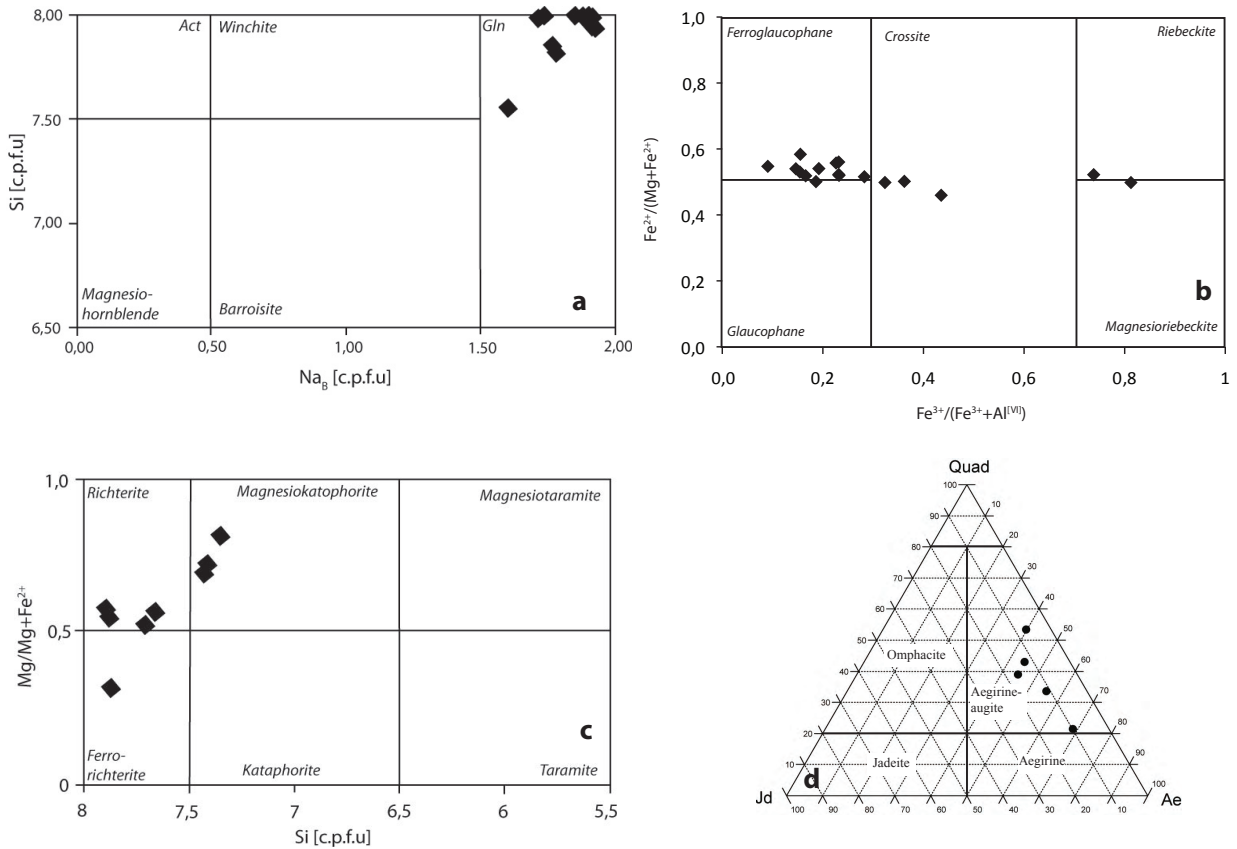 8,00
Act
Winchite
Gln
7.50
Si [c.p.f.u]
7,00
Magnesio-
hornblende
Barroisite
a
6,50
0,00
0,50
1,00
1.50
2,00
NaB [c.p.f.u]
1,0
Ferroglaucophane
Crossite
Riebeckite
0,8
0,6
Fe2+/(Mg+Fe2+)
0,4
0,2
b
Glaucophane
Magnesioriebeckite
0,0
0,0
0,2
0,4
0,6
0,8
1
Fe3+/(Fe3++Al[VI])
1,0
Richterite
Magnesiokatophorite
Magnesiotaramite
Mg/Mg+Fe2+
0,5
c
Ferro-
richterite
Kataphorite
Taramite
0
8
7,5
7
6,5
6
5,5
Si [c.p.f.u]
Quad
100
90
10
80
20
70
30
60
40
50
50
Omphacite
40
60
Aegirine-
augite
30
70
20
80
Jadeite
Aegirine
10
90
d
100
Jd
Ae
100
90
80
70
60
50
40
30
20
10